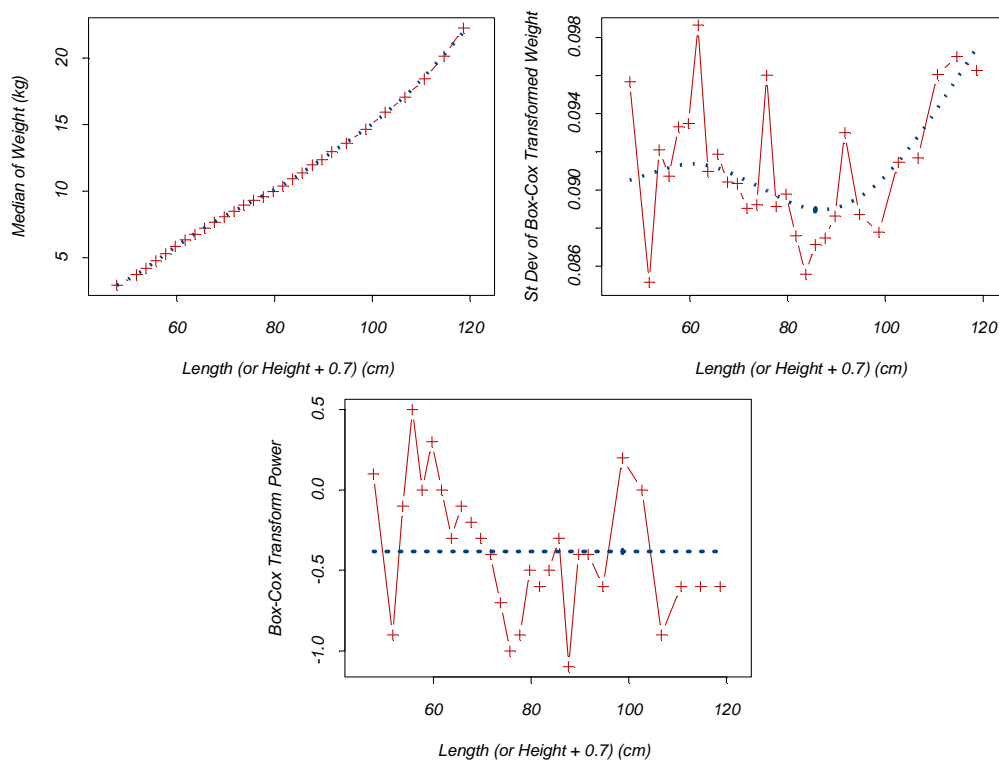 Median of Weight (kg)
20
15
10
5
60 80 100 120
Length (or Height + 0.7) (cm)
St Dev of Box-Cox Transformed Weight
0.098
0.094
0.090
0.086
60 80 100 120
Length (or Height + 0.7) (cm)
Box-Cox Transform Power
0.5
0.0
-0.5
-1.0
60 80 100 120
Length (or Height + 0.7) (cm)